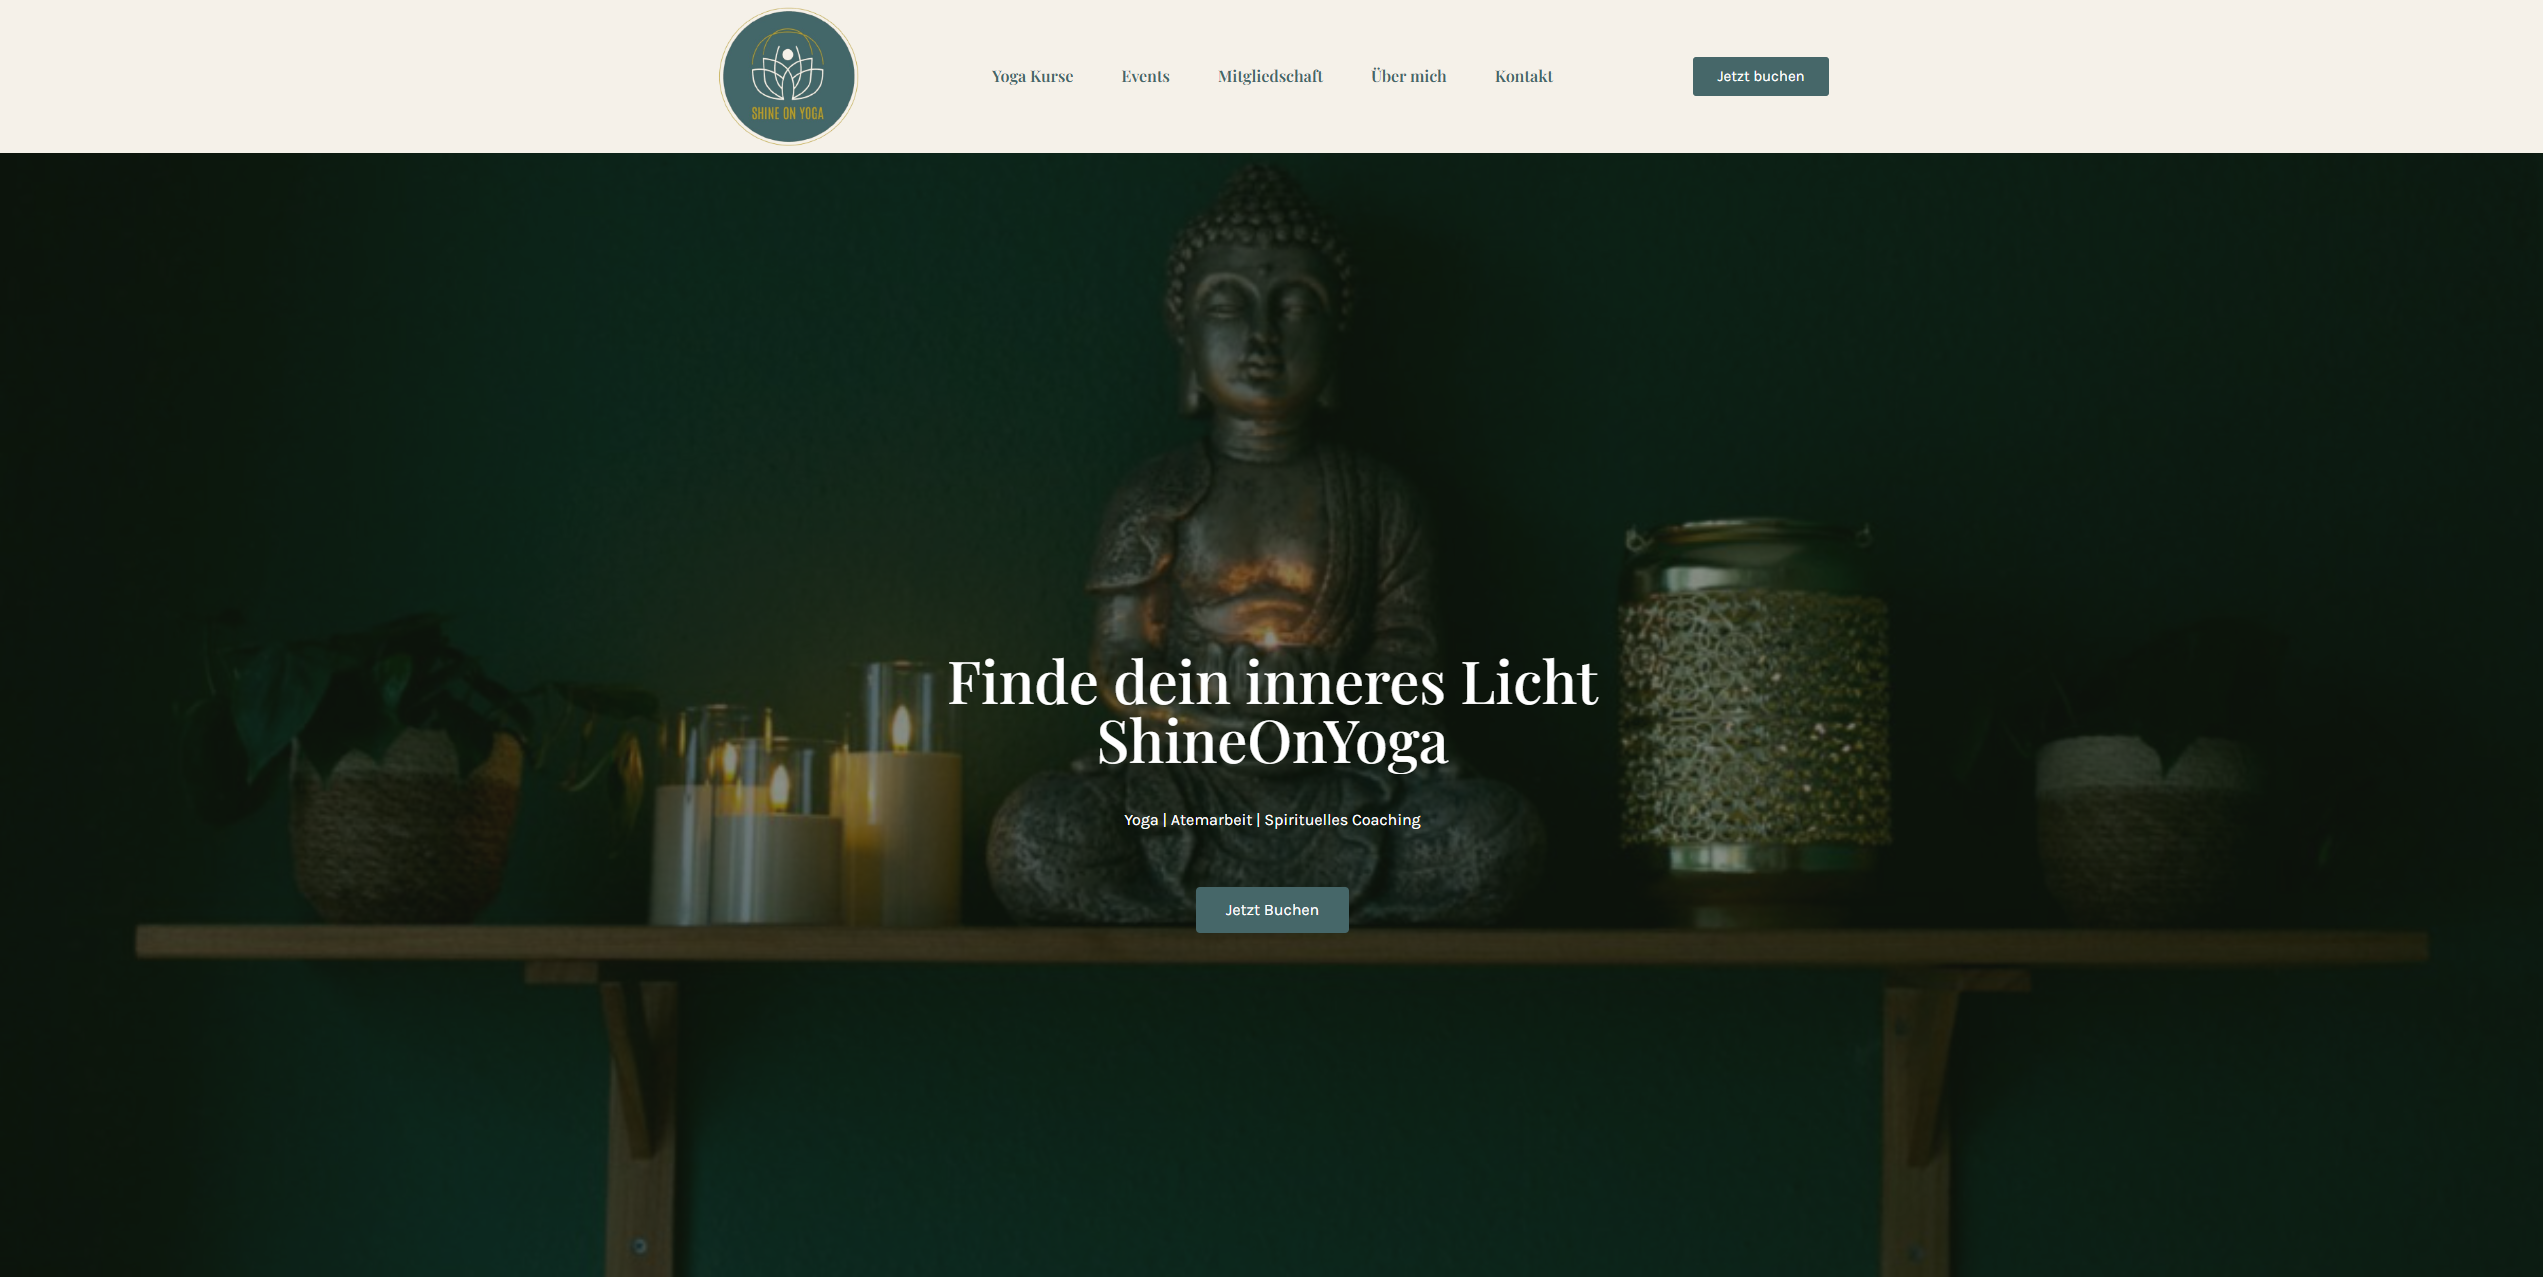 SHINE ON YOGA
Yoga Kurse
Events
Mitgliedschaft
Über mich
Kontakt
Jetzt buchen
Finde dein inneres Licht
ShineOnYoga
Yoga | Atemarbeit | Spirituelles Coaching
Jetzt Buchen